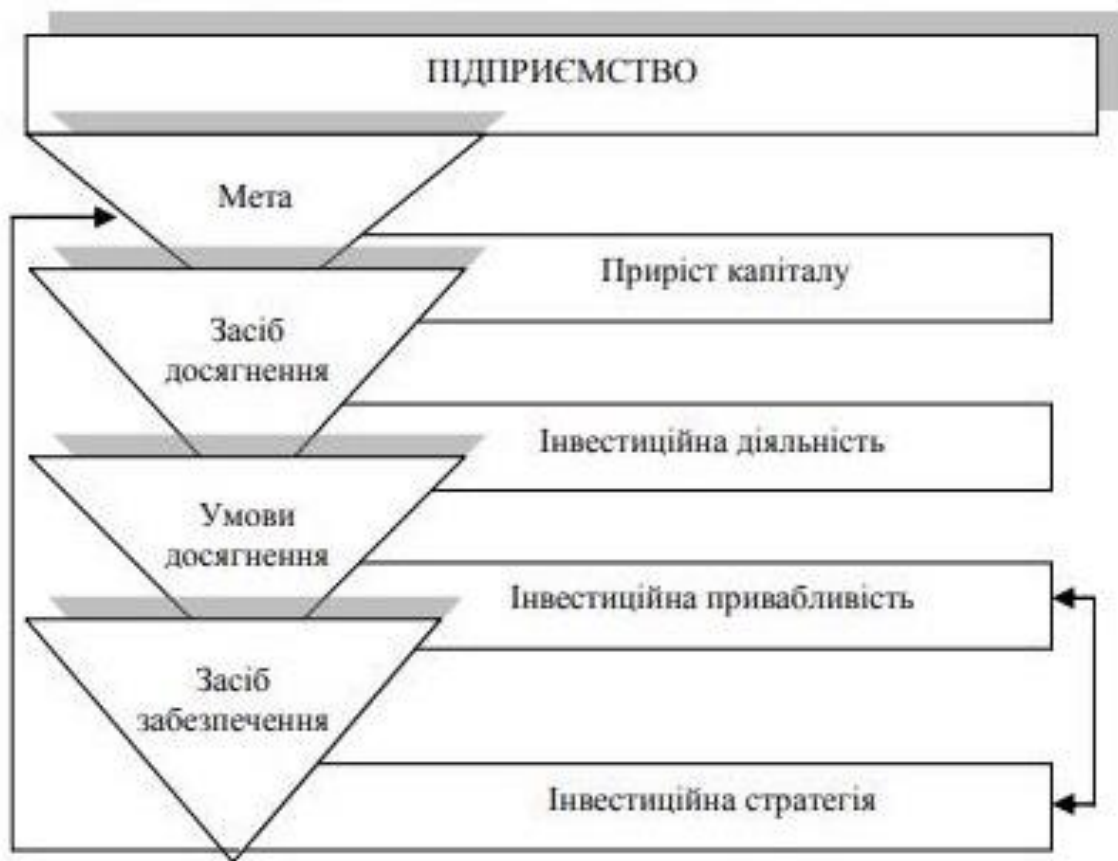 ПІДПРИЄМСТВО
Мета
Приріст капіталу
Засіб
досягнення
Інвестиційна діяльність
Умови
досягнення
Інвестиційна привабливість
Засіб
забезпечення
Інвестиційна стратегія